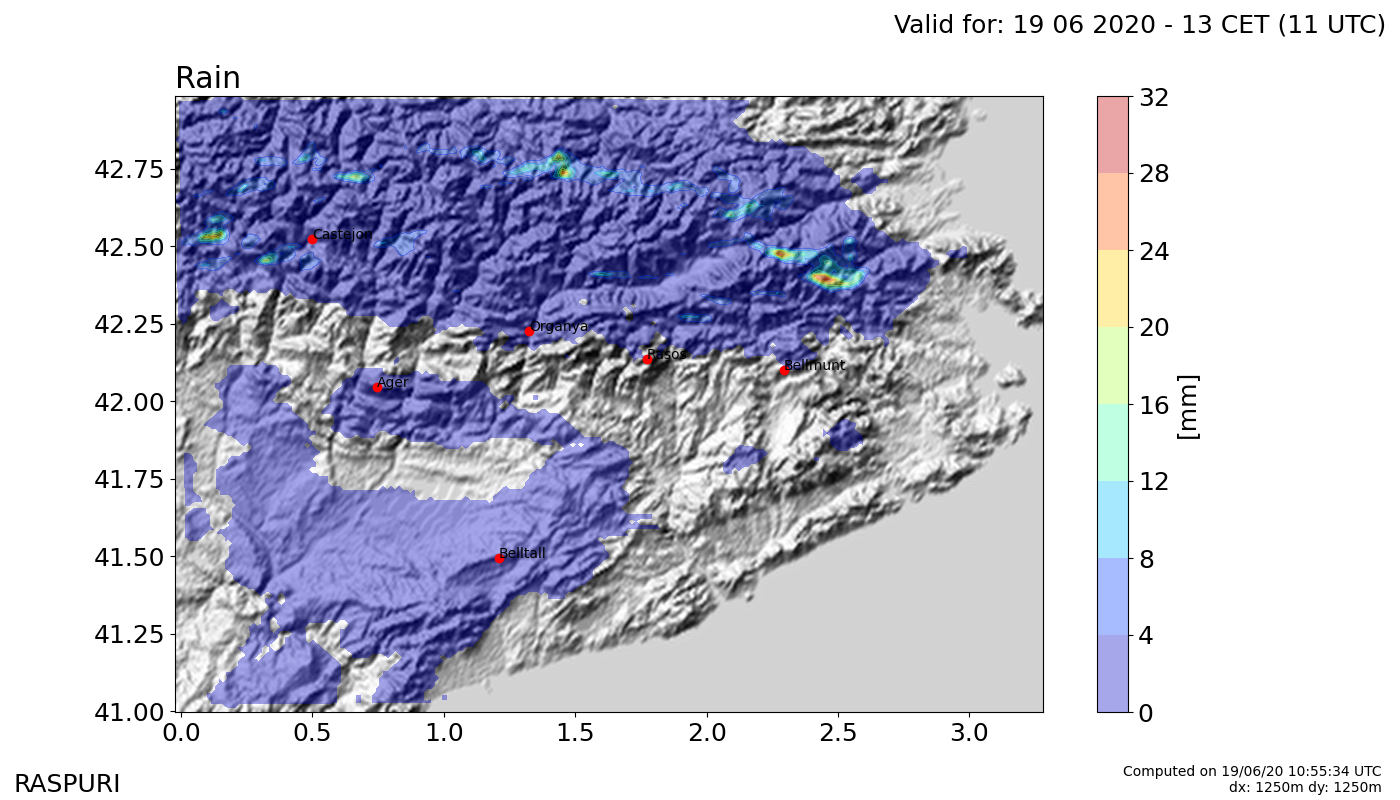 Valid for: 19 06 2020 - 13 CET (11 UTC)
Rain
42.75
42.50
42.25
42.00
41.75
41.50
41.25
41.00
0.0 0.5 1.0 1.5 2.0 2.5 3.0
Castejon
Organya
Rasos
Bellmunt
Ager
Belltall
32
28
24
20
16
12
8
4
0
[mm]
RASPURI
Computed on 19/06/20 10:55:34 UTC
dx: 1250m dy: 1250m